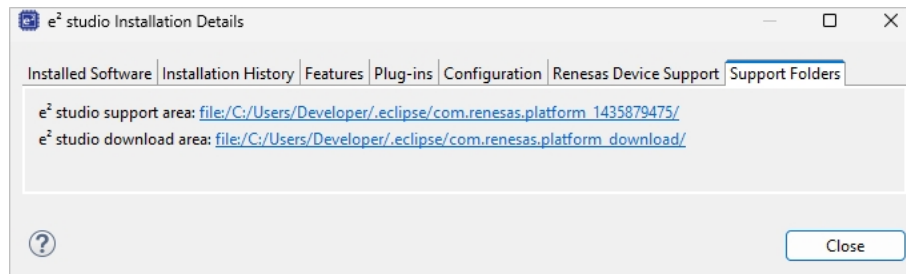 e² studio Installation Details
Installed Software Installation History Features Plug-ins Configuration Renesas Device Support Support Folders
e² studio support area: file:/C:/Users/Developer/.eclipse/com.renesas.platform_1435879475/
e² studio download area: file:/C:/Users/Developer/.eclipse/com.renesas.platform_download/
?
Close